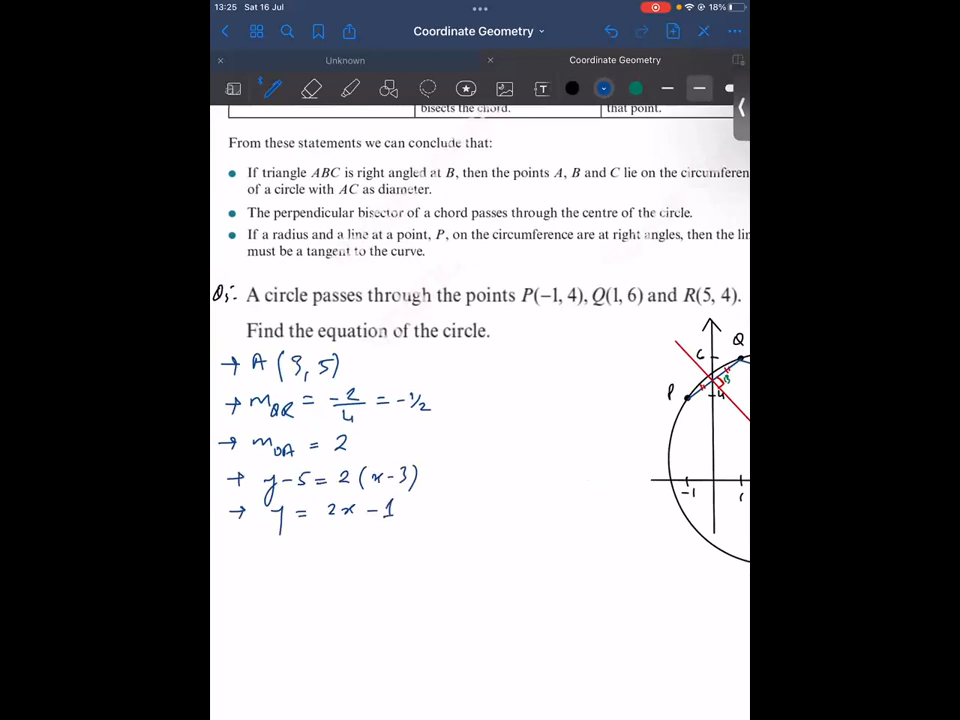 13:25 Sat 16 Jul
18%
Coordinate Geometry
Unknown
Coordinate Geometry
T
bisects the chord.
that point.
From these statements we can conclude that:
If triangle ABC is right angled at B, then the points A, B and C lie on the circumferen
of a circle with AC as diameter.
The perpendicular bisector of a chord passes through the centre of the circle.
If a radius and a line at a point, P, on the circumference are at right angles, then the lin
must be a tangent to the curve.
Q:- A circle passes through the points P(−1, 4), Q(1, 6) and R(5, 4).
Find the equation of the circle.
→ A (3, 5)
→ mQR = -2/4 = -1/2
→ mOA = 2
→ y-5 = 2(x-3)
→ y = 2x - 1
Q
6
B
P
4
-1
1